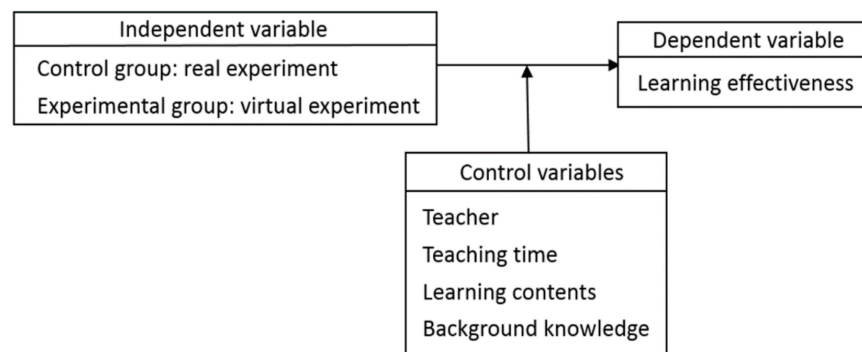 Independent variable
Control group: real experiment
Experimental group: virtual experiment
Dependent variable
Learning effectiveness
Control variables
Teacher
Teaching time
Learning contents
Background knowledge